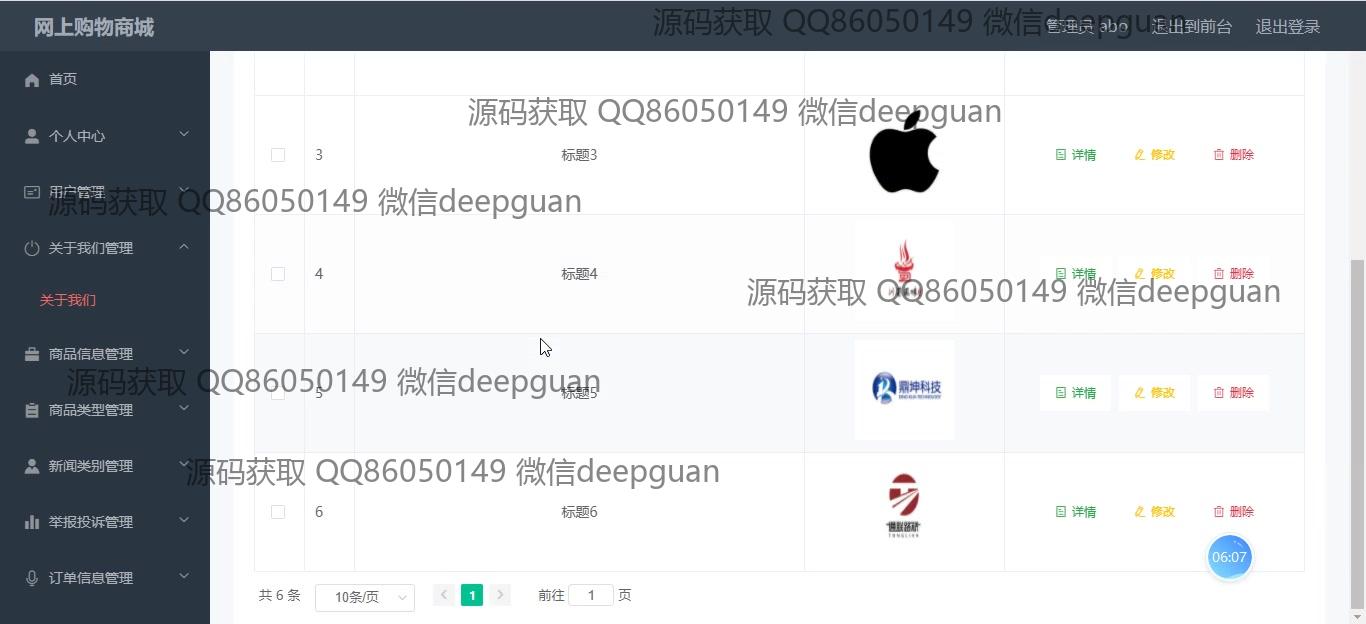 网上购物商城
源码获取 QQ86050149 微信deepguan
管理员 abo 退出到前台 退出登录
首页
个人中心
用户管理
关于我们管理
关于我们
商品信息管理
商品类型管理
新闻类别管理
举报投诉管理
订单信息管理
源码获取 QQ86050149 微信deepguan
3 标题3 详情 修改 删除
源码获取 QQ86050149 微信deepguan
4 标题4 详情 修改 删除
源码获取 QQ86050149 微信deepguan
源码获取 QQ86050149 微信deepguan
5 标题5 鼎坤科技 DING KUN TECHNOLOGY 详情 修改 删除
源码获取 QQ86050149 微信deepguan
6 标题6 通联路桥 TONGLIAN 详情 修改 删除
06:07
共 6 条 10条/页 1 前往 1 页